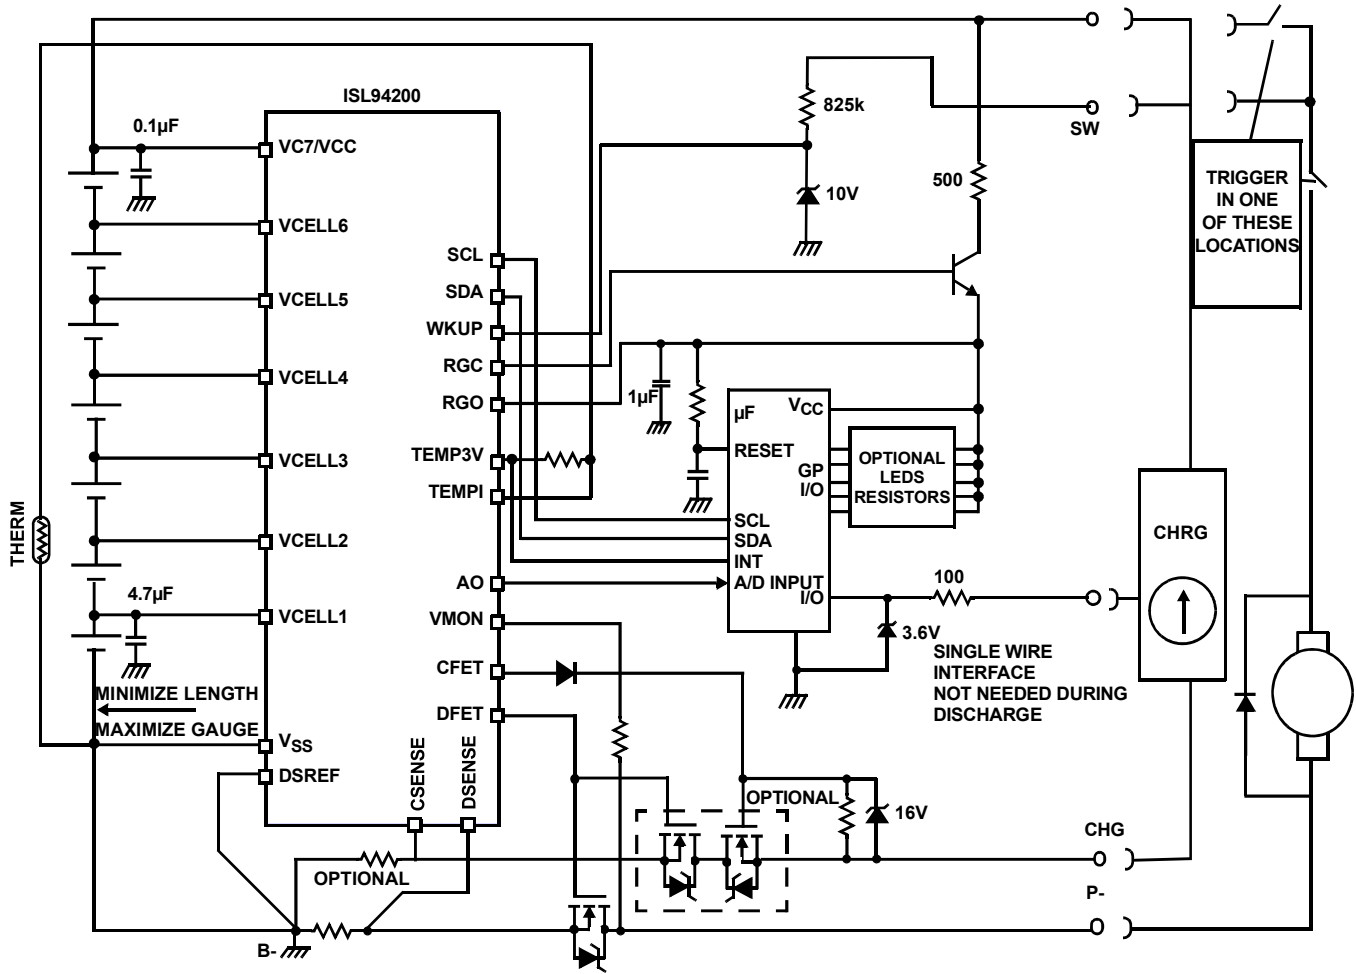 ISL94200
0.1µF
VC7/VCC
VCELL6
VCELL5
VCELL4
VCELL3
VCELL2
4.7µF
VCELL1
THERM
MINIMIZE LENGTH
MAXIMIZE GAUGE
VSS
DSREF
CSENSE
DSENSE
SCL
SDA
WKUP
RGC
RGO
TEMP3V
TEMPI
AO
VMON
CFET
DFET
825k
10V
500
SW
TRIGGER
IN ONE
OF THESE
LOCATIONS
1µF
µF
VCC
RESET
GP
I/O
SCL
SDA
INT
A/D INPUT
I/O
OPTIONAL
LEDS
RESISTORS
100
3.6V
SINGLE WIRE
INTERFACE
NOT NEEDED DURING
DISCHARGE
CHRG
OPTIONAL
16V
CHG
P-
OPTIONAL
B-